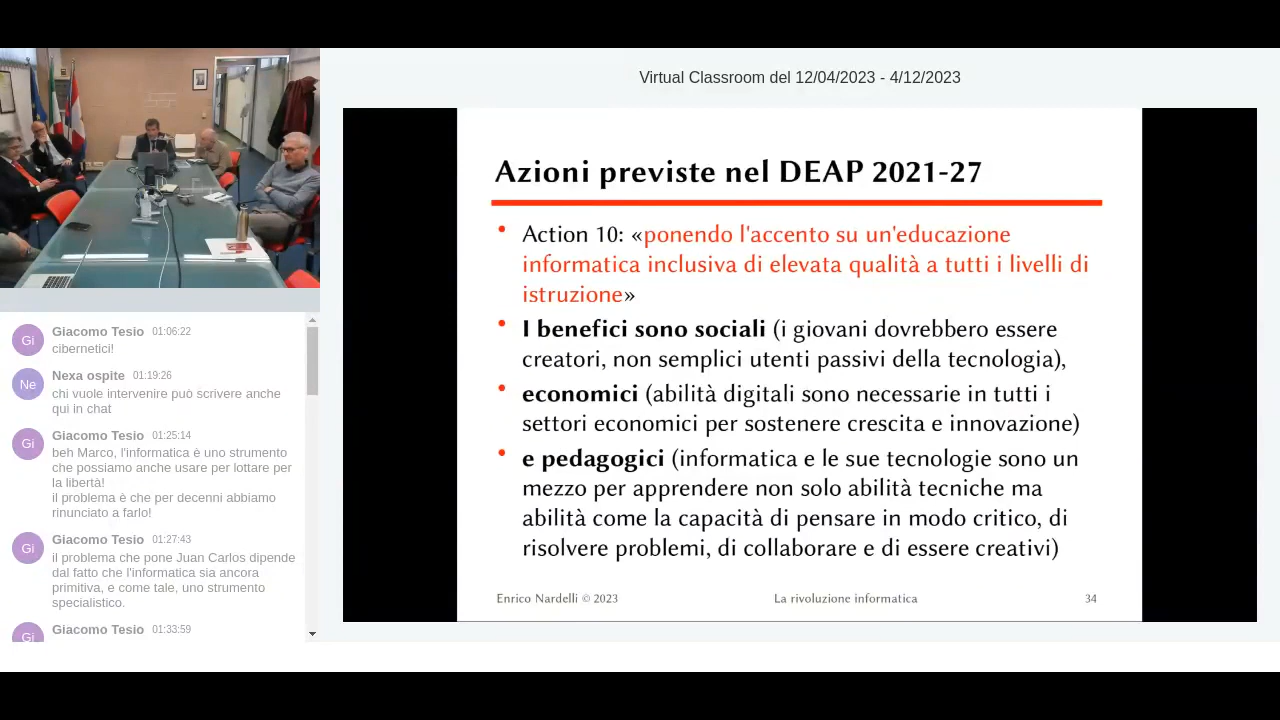 Virtual Classroom del 12/04/2023 - 4/12/2023
Azioni previste nel DEAP 2021-27
• Action 10: «ponendo l'accento su un'educazione
informatica inclusiva di elevata qualità a tutti i livelli di
istruzione»
• I benefici sono sociali (i giovani dovrebbero essere
creatori, non semplici utenti passivi della tecnologia),
• economici (abilità digitali sono necessarie in tutti i
settori economici per sostenere crescita e innovazione)
• e pedagogici (informatica e le sue tecnologie sono un
mezzo per apprendere non solo abilità tecniche ma
abilità come la capacità di pensare in modo critico, di
risolvere problemi, di collaborare e di essere creativi)
Enrico Nardelli © 2023 La rivoluzione informatica 34
Gi Giacomo Tesio 01:06:22
cibernetici!
Ne Nexa ospite 01:19:26
chi vuole intervenire può scrivere anche
qui in chat
Gi Giacomo Tesio 01:25:14
beh Marco, l'informatica è uno strumento
che possiamo anche usare per lottare per
la libertà!
il problema è che per decenni abbiamo
rinunciato a farlo!
Gi Giacomo Tesio 01:27:43
il problema che pone Juan Carlos dipende
dal fatto che l'informatica sia ancora
primitiva, e come tale, uno strumento
specialistico.
Gi Giacomo Tesio 01:33:59